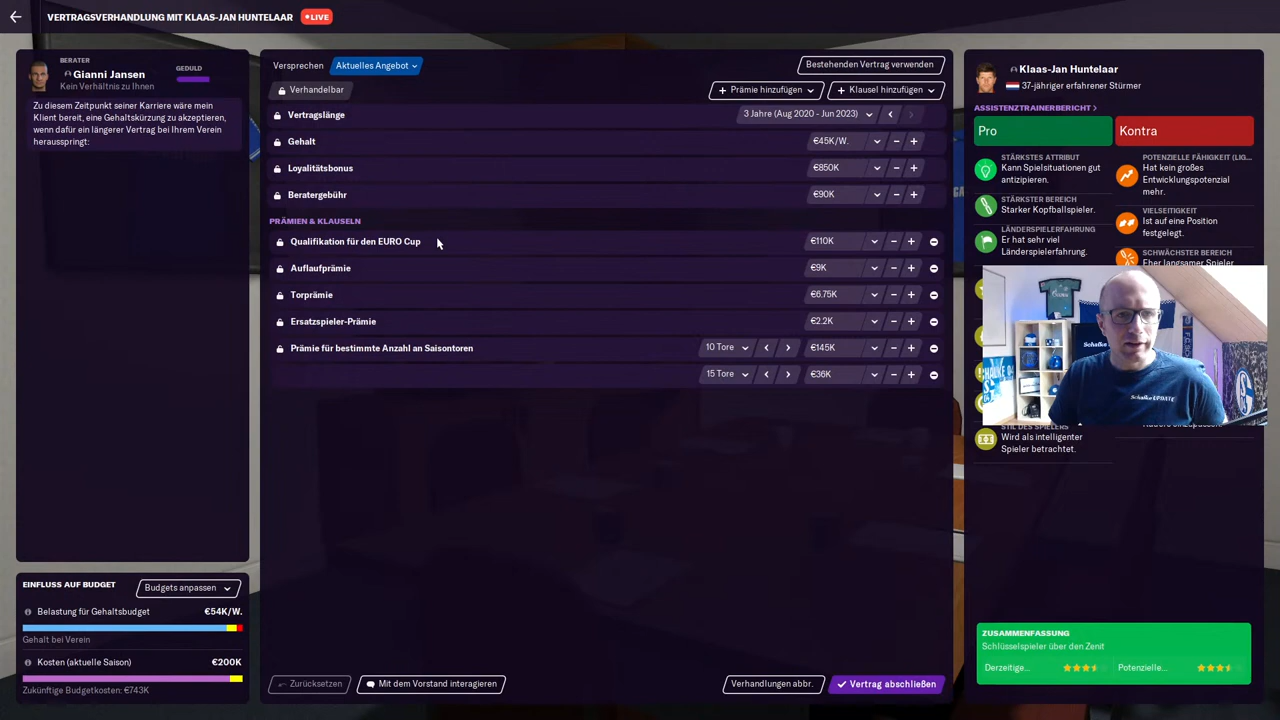 VERTRAGSVERHANDLUNG MIT KLAAS-JAN HUNTELAAR
LIVE
BERATER
Gianni Jansen
Kein Verhältnis zu Ihnen
GEDULD
Zu diesem Zeitpunkt seiner Karriere wäre mein
Klient bereit, eine Gehaltskürzung zu akzeptieren,
wenn dafür ein längerer Vertrag bei Ihrem Verein
herausspringt:
EINFLUSS AUF BUDGET
Budgets anpassen
Belastung für Gehaltsbudget
€54K/W.
Gehalt bei Verein
Kosten (aktuelle Saison)
€200K
Zukünftige Budgetkosten: €743K
Versprechen
Aktuelles Angebot
Bestehenden Vertrag verwenden
Verhandelbar
Prämie hinzufügen
Klausel hinzufügen
Vertragslänge
3 Jahre (Aug 2020 - Jun 2023)
Gehalt
€45K/W.
Loyalitätsbonus
€850K
Beratergebühr
€90K
PRÄMIEN & KLAUSELN
Qualifikation für den EURO Cup
€110K
Auflaufprämie
€9K
Torprämie
€6.75K
Ersatzspieler-Prämie
€2.2K
Prämie für bestimmte Anzahl an Saisontoren
10 Tore
€145K
15 Tore
€36K
Zurücksetzen
Mit dem Vorstand interagieren
Verhandlungen abbr.
Vertrag abschließen
Klaas-Jan Huntelaar
37-jähriger erfahrener Stürmer
ASSISTENZTRAINERBERICHT
Pro
Kontra
STÄRKSTES ATTRIBUT
Kann Spielsituationen gut
antizipieren.
STÄRKSTER BEREICH
Starker Kopfballspieler.
LÄNDERSPIELERFAHRUNG
Er hat sehr viel
Länderspielerfahrung.
POTENZIELLE FÄHIGKEIT (LIG...
Hat kein großes
Entwicklungspotenzial
mehr.
VIELSEITIGKEIT
Ist auf eine Position
festgelegt.
SCHWÄCHSTER BEREICH
Eher langsamer Spieler
Schalke UPDATE
STIL DES SPIELERS
Wird als intelligenter
Spieler betrachtet.
ZUSAMMENFASSUNG
Schlüsselspieler über den Zenit
Derzeitige...
Potenzielle...